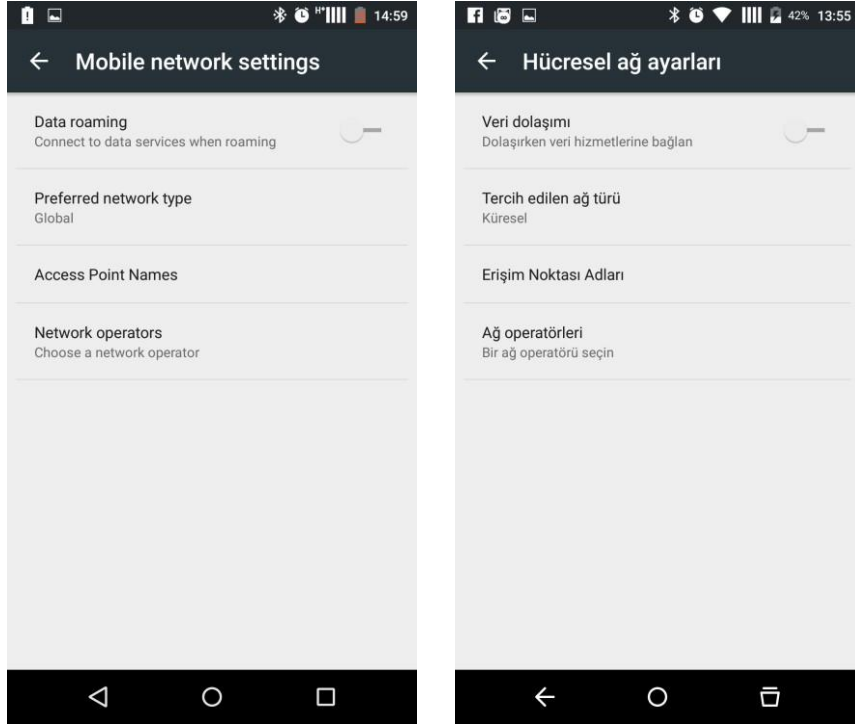 H+ 14:59
Mobile network settings
Data roaming
Connect to data services when roaming
Preferred network type
Global
Access Point Names
Network operators
Choose a network operator
42% 13:55
Hücresel ağ ayarları
Veri dolaşımı
Dolaşırken veri hizmetlerine bağlan
Tercih edilen ağ türü
Küresel
Erişim Noktası Adları
Ağ operatörleri
Bir ağ operatörü seçin